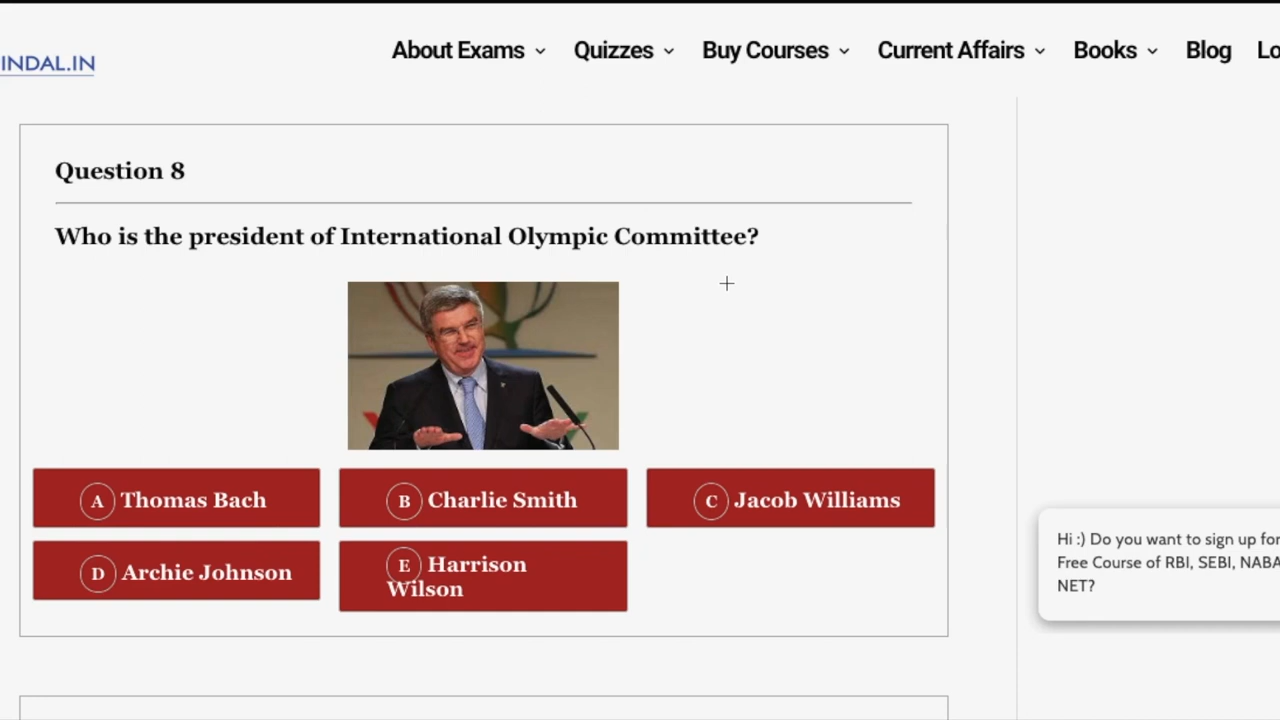 INDAL.IN
About Exams Quizzes Buy Courses Current Affairs Books Blog Lo
Question 8
Who is the president of International Olympic Committee?
A Thomas Bach
B Charlie Smith
C Jacob Williams
D Archie Johnson
E Harrison
Wilson
Hi :) Do you want to sign up for
Free Course of RBI, SEBI, NABA
NET?